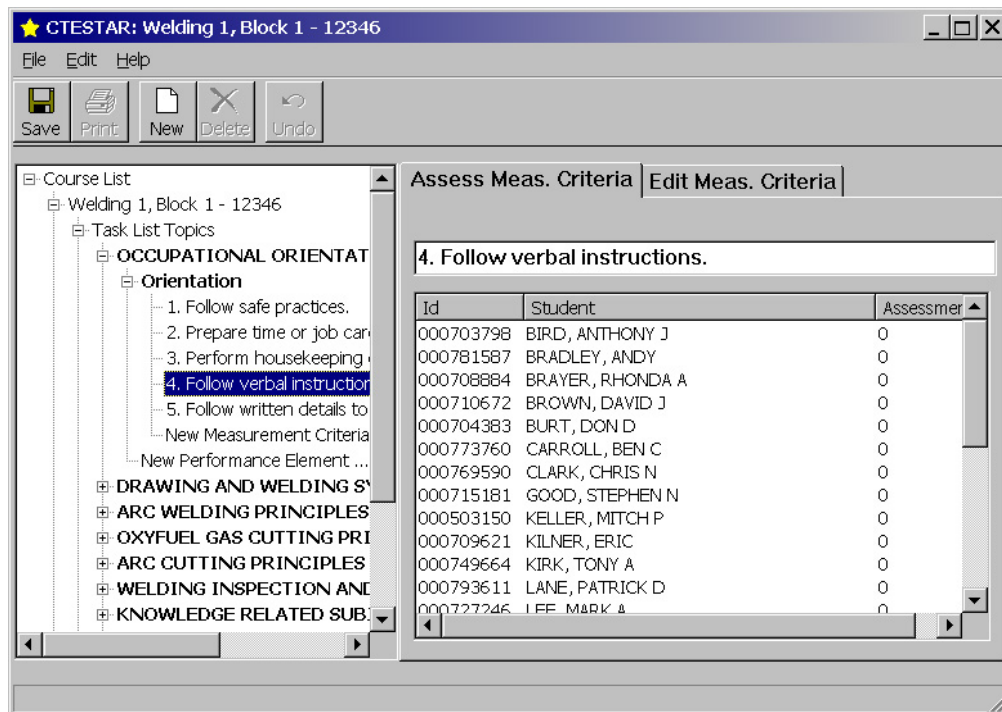 CTESTAR: Welding 1, Block 1 - 12346
File Edit Help
Save Print New Delete Undo
Course List
Welding 1, Block 1 - 12346
Task List Topics
OCCUPATIONAL ORIENTAT
Orientation
1. Follow safe practices.
2. Prepare time or job car
3. Perform housekeeping
4. Follow verbal instruction
5. Follow written details to
New Measurement Criteria
New Performance Element ...
DRAWING AND WELDING SY
ARC WELDING PRINCIPLES
OXYFUEL GAS CUTTING PRI
ARC CUTTING PRINCIPLES
WELDING INSPECTION AND
KNOWLEDGE RELATED SUBJ
Assess Meas. Criteria Edit Meas. Criteria
4. Follow verbal instructions.
Id Student Assessmer
000703798 BIRD, ANTHONY J 0
000781587 BRADLEY, ANDY 0
000708884 BRAYER, RHONDA A 0
000710672 BROWN, DAVID J 0
000704383 BURT, DON D 0
000773760 CARROLL, BEN C 0
000769590 CLARK, CHRIS N 0
000715181 GOOD, STEPHEN N 0
000503150 KELLER, MITCH P 0
000709621 KILNER, ERIC 0
000749664 KIRK, TONY A 0
000793611 LANE, PATRICK D 0
000727246 LEE, MARK A 0